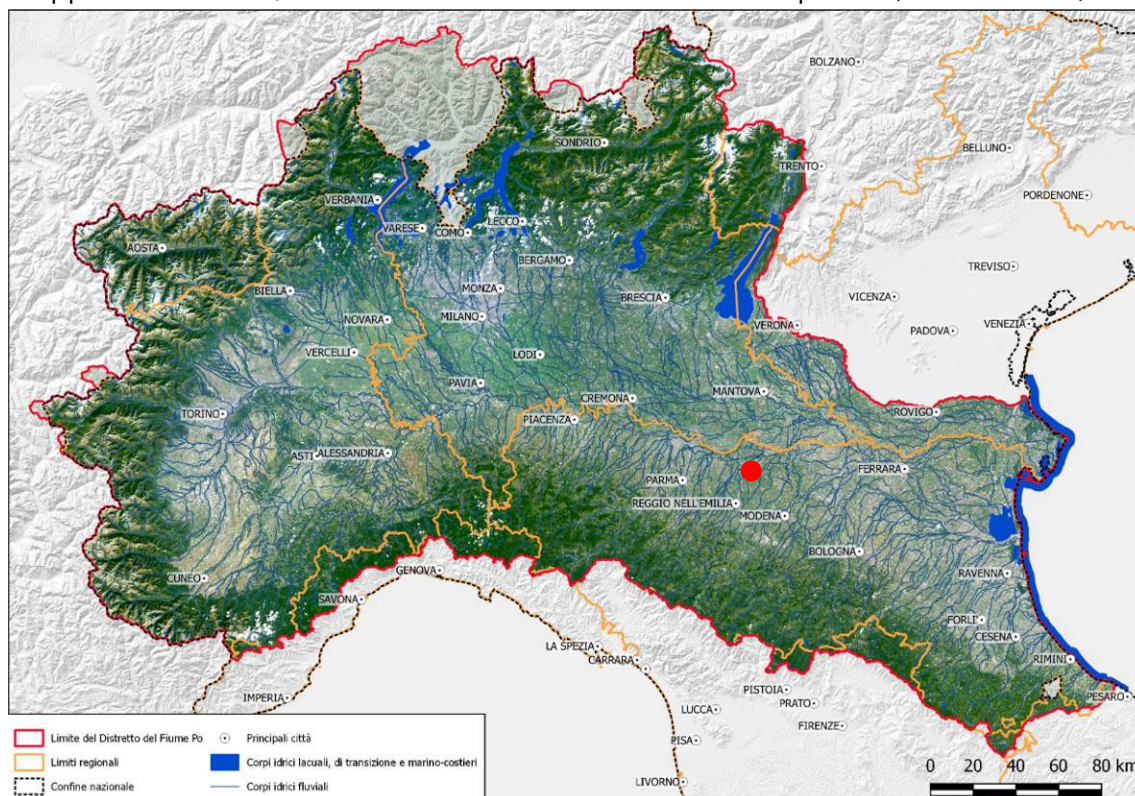 BOLZANO
SONDRIO
TRENTO
BELLUNO
PORDENONE
VERBANIA
LECCO
VARESE
COMO
AOSTA
BERGAMO
TREVISO
BIELLA
MONZA
BRESCIA
VICENZA
NOVARA
MILANO
VERONA
PADOVA
VENEZIA
VERCELLI
LODI
PAVIA
MANTOVA
CREMONA
TORINO
PIACENZA
ROVIGO
ASTI
ALESSANDRIA
PARMA
FERRARA
REGGIO NELL'EMILIA
MODENA
BOLOGNA
CUNEO
GENOVA
RAVENNA
SAVONA
FORLI'
CESENA
LA SPEZIA
CARRARA
RIMINI
IMPERIA
PISTOIA
PESARO
LUCCA
PRATO
FIRENZE
PISA
LIVORNO
Limite del Distretto del Fiume Po
Principali città
Limiti regionali
Corpi idrici lacuali, di transizione e marino-costieri
Confine nazionale
Corpi idrici fluviali
0 20 40 60 80 km